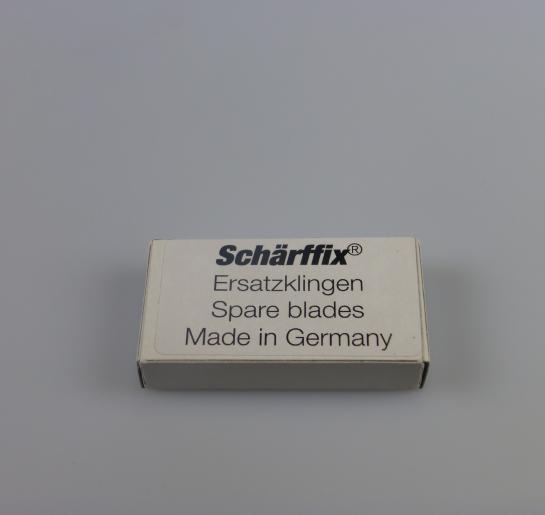 Schärffix®
Ersatzklingen
Spare blades
Made in Germany